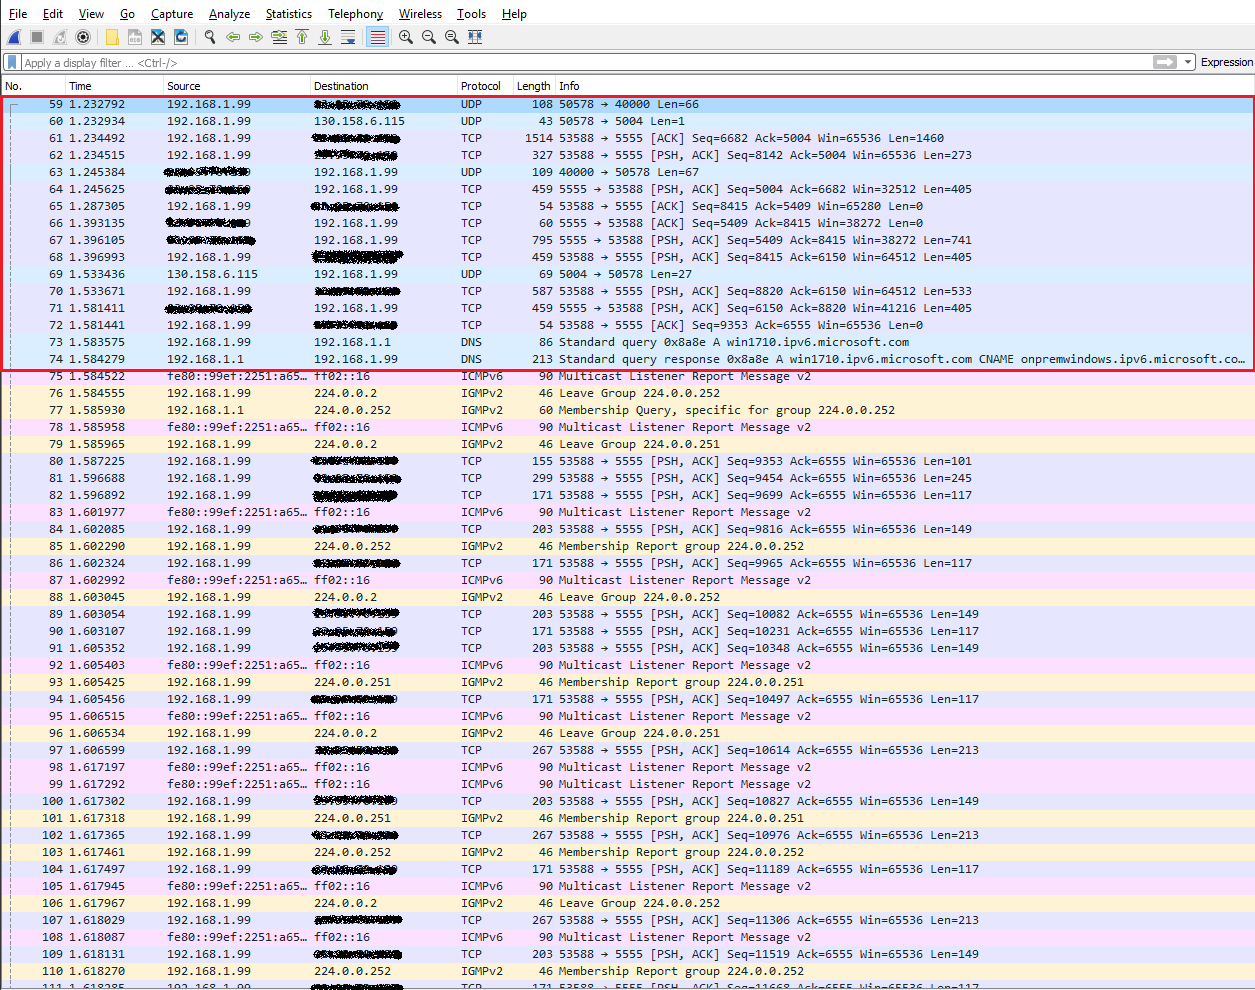 File Edit View Go Capture Analyze Statistics Telephony Wireless Tools Help
Apply a display filter ... <Ctrl-/> Expression
No. Time Source Destination Protocol Length Info
59 1.232792 192.168.1.99 UDP 108 50578 → 40000 Len=66
60 1.232934 192.168.1.99 130.158.6.115 UDP 43 50578 → 5004 Len=1
61 1.234492 192.168.1.99 TCP 1514 53588 → 5555 [ACK] Seq=6682 Ack=5004 Win=65536 Len=1460
62 1.234515 192.168.1.99 TCP 327 53588 → 5555 [PSH, ACK] Seq=8142 Ack=5004 Win=65536 Len=273
63 1.245384 192.168.1.99 UDP 109 40000 → 50578 Len=67
64 1.245625 192.168.1.99 TCP 459 5555 → 53588 [PSH, ACK] Seq=5004 Ack=6682 Win=32512 Len=405
65 1.287305 192.168.1.99 TCP 54 53588 → 5555 [ACK] Seq=8415 Ack=5409 Win=65280 Len=0
66 1.393135 192.168.1.99 TCP 60 5555 → 53588 [ACK] Seq=5409 Ack=8415 Win=38272 Len=0
67 1.396105 192.168.1.99 TCP 795 5555 → 53588 [PSH, ACK] Seq=5409 Ack=8415 Win=38272 Len=741
68 1.396993 192.168.1.99 TCP 459 53588 → 5555 [PSH, ACK] Seq=8415 Ack=6150 Win=64512 Len=405
69 1.533436 130.158.6.115 192.168.1.99 UDP 69 5004 → 50578 Len=27
70 1.533671 192.168.1.99 TCP 587 53588 → 5555 [PSH, ACK] Seq=8820 Ack=6150 Win=64512 Len=533
71 1.581411 192.168.1.99 TCP 459 5555 → 53588 [PSH, ACK] Seq=6150 Ack=8820 Win=41216 Len=405
72 1.581441 192.168.1.99 TCP 54 53588 → 5555 [ACK] Seq=9353 Ack=6555 Win=65536 Len=0
73 1.583575 192.168.1.99 192.168.1.1 DNS 86 Standard query 0x8a8e A win1710.ipv6.microsoft.com
74 1.584279 192.168.1.1 192.168.1.99 DNS 213 Standard query response 0x8a8e A win1710.ipv6.microsoft.com CNAME onpremwindows.ipv6.microsoft.co…
75 1.584522 fe80::99ef:2251:a65… ff02::16 ICMPv6 90 Multicast Listener Report Message v2
76 1.584555 192.168.1.99 224.0.0.2 IGMPv2 46 Leave Group 224.0.0.252
77 1.585930 192.168.1.1 224.0.0.252 IGMPv2 60 Membership Query, specific for group 224.0.0.252
78 1.585958 fe80::99ef:2251:a65… ff02::16 ICMPv6 90 Multicast Listener Report Message v2
79 1.585965 192.168.1.99 224.0.0.2 IGMPv2 46 Leave Group 224.0.0.251
80 1.587225 192.168.1.99 TCP 155 53588 → 5555 [PSH, ACK] Seq=9353 Ack=6555 Win=65536 Len=101
81 1.596688 192.168.1.99 TCP 299 53588 → 5555 [PSH, ACK] Seq=9454 Ack=6555 Win=65536 Len=245
82 1.596892 192.168.1.99 TCP 171 53588 → 5555 [PSH, ACK] Seq=9699 Ack=6555 Win=65536 Len=117
83 1.601977 fe80::99ef:2251:a65… ff02::16 ICMPv6 90 Multicast Listener Report Message v2
84 1.602085 192.168.1.99 TCP 203 53588 → 5555 [PSH, ACK] Seq=9816 Ack=6555 Win=65536 Len=149
85 1.602290 192.168.1.99 224.0.0.252 IGMPv2 46 Membership Report group 224.0.0.252
86 1.602324 192.168.1.99 TCP 171 53588 → 5555 [PSH, ACK] Seq=9965 Ack=6555 Win=65536 Len=117
87 1.602992 fe80::99ef:2251:a65… ff02::16 ICMPv6 90 Multicast Listener Report Message v2
88 1.603045 192.168.1.99 224.0.0.2 IGMPv2 46 Leave Group 224.0.0.252
89 1.603054 192.168.1.99 TCP 203 53588 → 5555 [PSH, ACK] Seq=10082 Ack=6555 Win=65536 Len=149
90 1.603107 192.168.1.99 TCP 171 53588 → 5555 [PSH, ACK] Seq=10231 Ack=6555 Win=65536 Len=117
91 1.605352 192.168.1.99 TCP 203 53588 → 5555 [PSH, ACK] Seq=10348 Ack=6555 Win=65536 Len=149
92 1.605403 fe80::99ef:2251:a65… ff02::16 ICMPv6 90 Multicast Listener Report Message v2
93 1.605425 192.168.1.99 224.0.0.251 IGMPv2 46 Membership Report group 224.0.0.251
94 1.605456 192.168.1.99 TCP 171 53588 → 5555 [PSH, ACK] Seq=10497 Ack=6555 Win=65536 Len=117
95 1.606515 fe80::99ef:2251:a65… ff02::16 ICMPv6 90 Multicast Listener Report Message v2
96 1.606534 192.168.1.99 224.0.0.2 IGMPv2 46 Leave Group 224.0.0.251
97 1.606599 192.168.1.99 TCP 267 53588 → 5555 [PSH, ACK] Seq=10614 Ack=6555 Win=65536 Len=213
98 1.617197 fe80::99ef:2251:a65… ff02::16 ICMPv6 90 Multicast Listener Report Message v2
99 1.617292 fe80::99ef:2251:a65… ff02::16 ICMPv6 90 Multicast Listener Report Message v2
100 1.617302 192.168.1.99 TCP 203 53588 → 5555 [PSH, ACK] Seq=10827 Ack=6555 Win=65536 Len=149
101 1.617318 192.168.1.99 224.0.0.251 IGMPv2 46 Membership Report group 224.0.0.251
102 1.617365 192.168.1.99 TCP 267 53588 → 5555 [PSH, ACK] Seq=10976 Ack=6555 Win=65536 Len=213
103 1.617461 192.168.1.99 224.0.0.252 IGMPv2 46 Membership Report group 224.0.0.252
104 1.617497 192.168.1.99 TCP 171 53588 → 5555 [PSH, ACK] Seq=11189 Ack=6555 Win=65536 Len=117
105 1.617945 fe80::99ef:2251:a65… ff02::16 ICMPv6 90 Multicast Listener Report Message v2
106 1.617967 192.168.1.99 224.0.0.2 IGMPv2 46 Leave Group 224.0.0.252
107 1.618029 192.168.1.99 TCP 267 53588 → 5555 [PSH, ACK] Seq=11306 Ack=6555 Win=65536 Len=213
108 1.618087 fe80::99ef:2251:a65… ff02::16 ICMPv6 90 Multicast Listener Report Message v2
109 1.618131 192.168.1.99 TCP 203 53588 → 5555 [PSH, ACK] Seq=11519 Ack=6555 Win=65536 Len=149
110 1.618270 192.168.1.99 224.0.0.252 IGMPv2 46 Membership Report group 224.0.0.252
111 1.618285 192.168.1.99 TCP 171 53588 → 5555 [PSH, ACK] Seq=11668 Ack=6555 Win=65536 Len=117